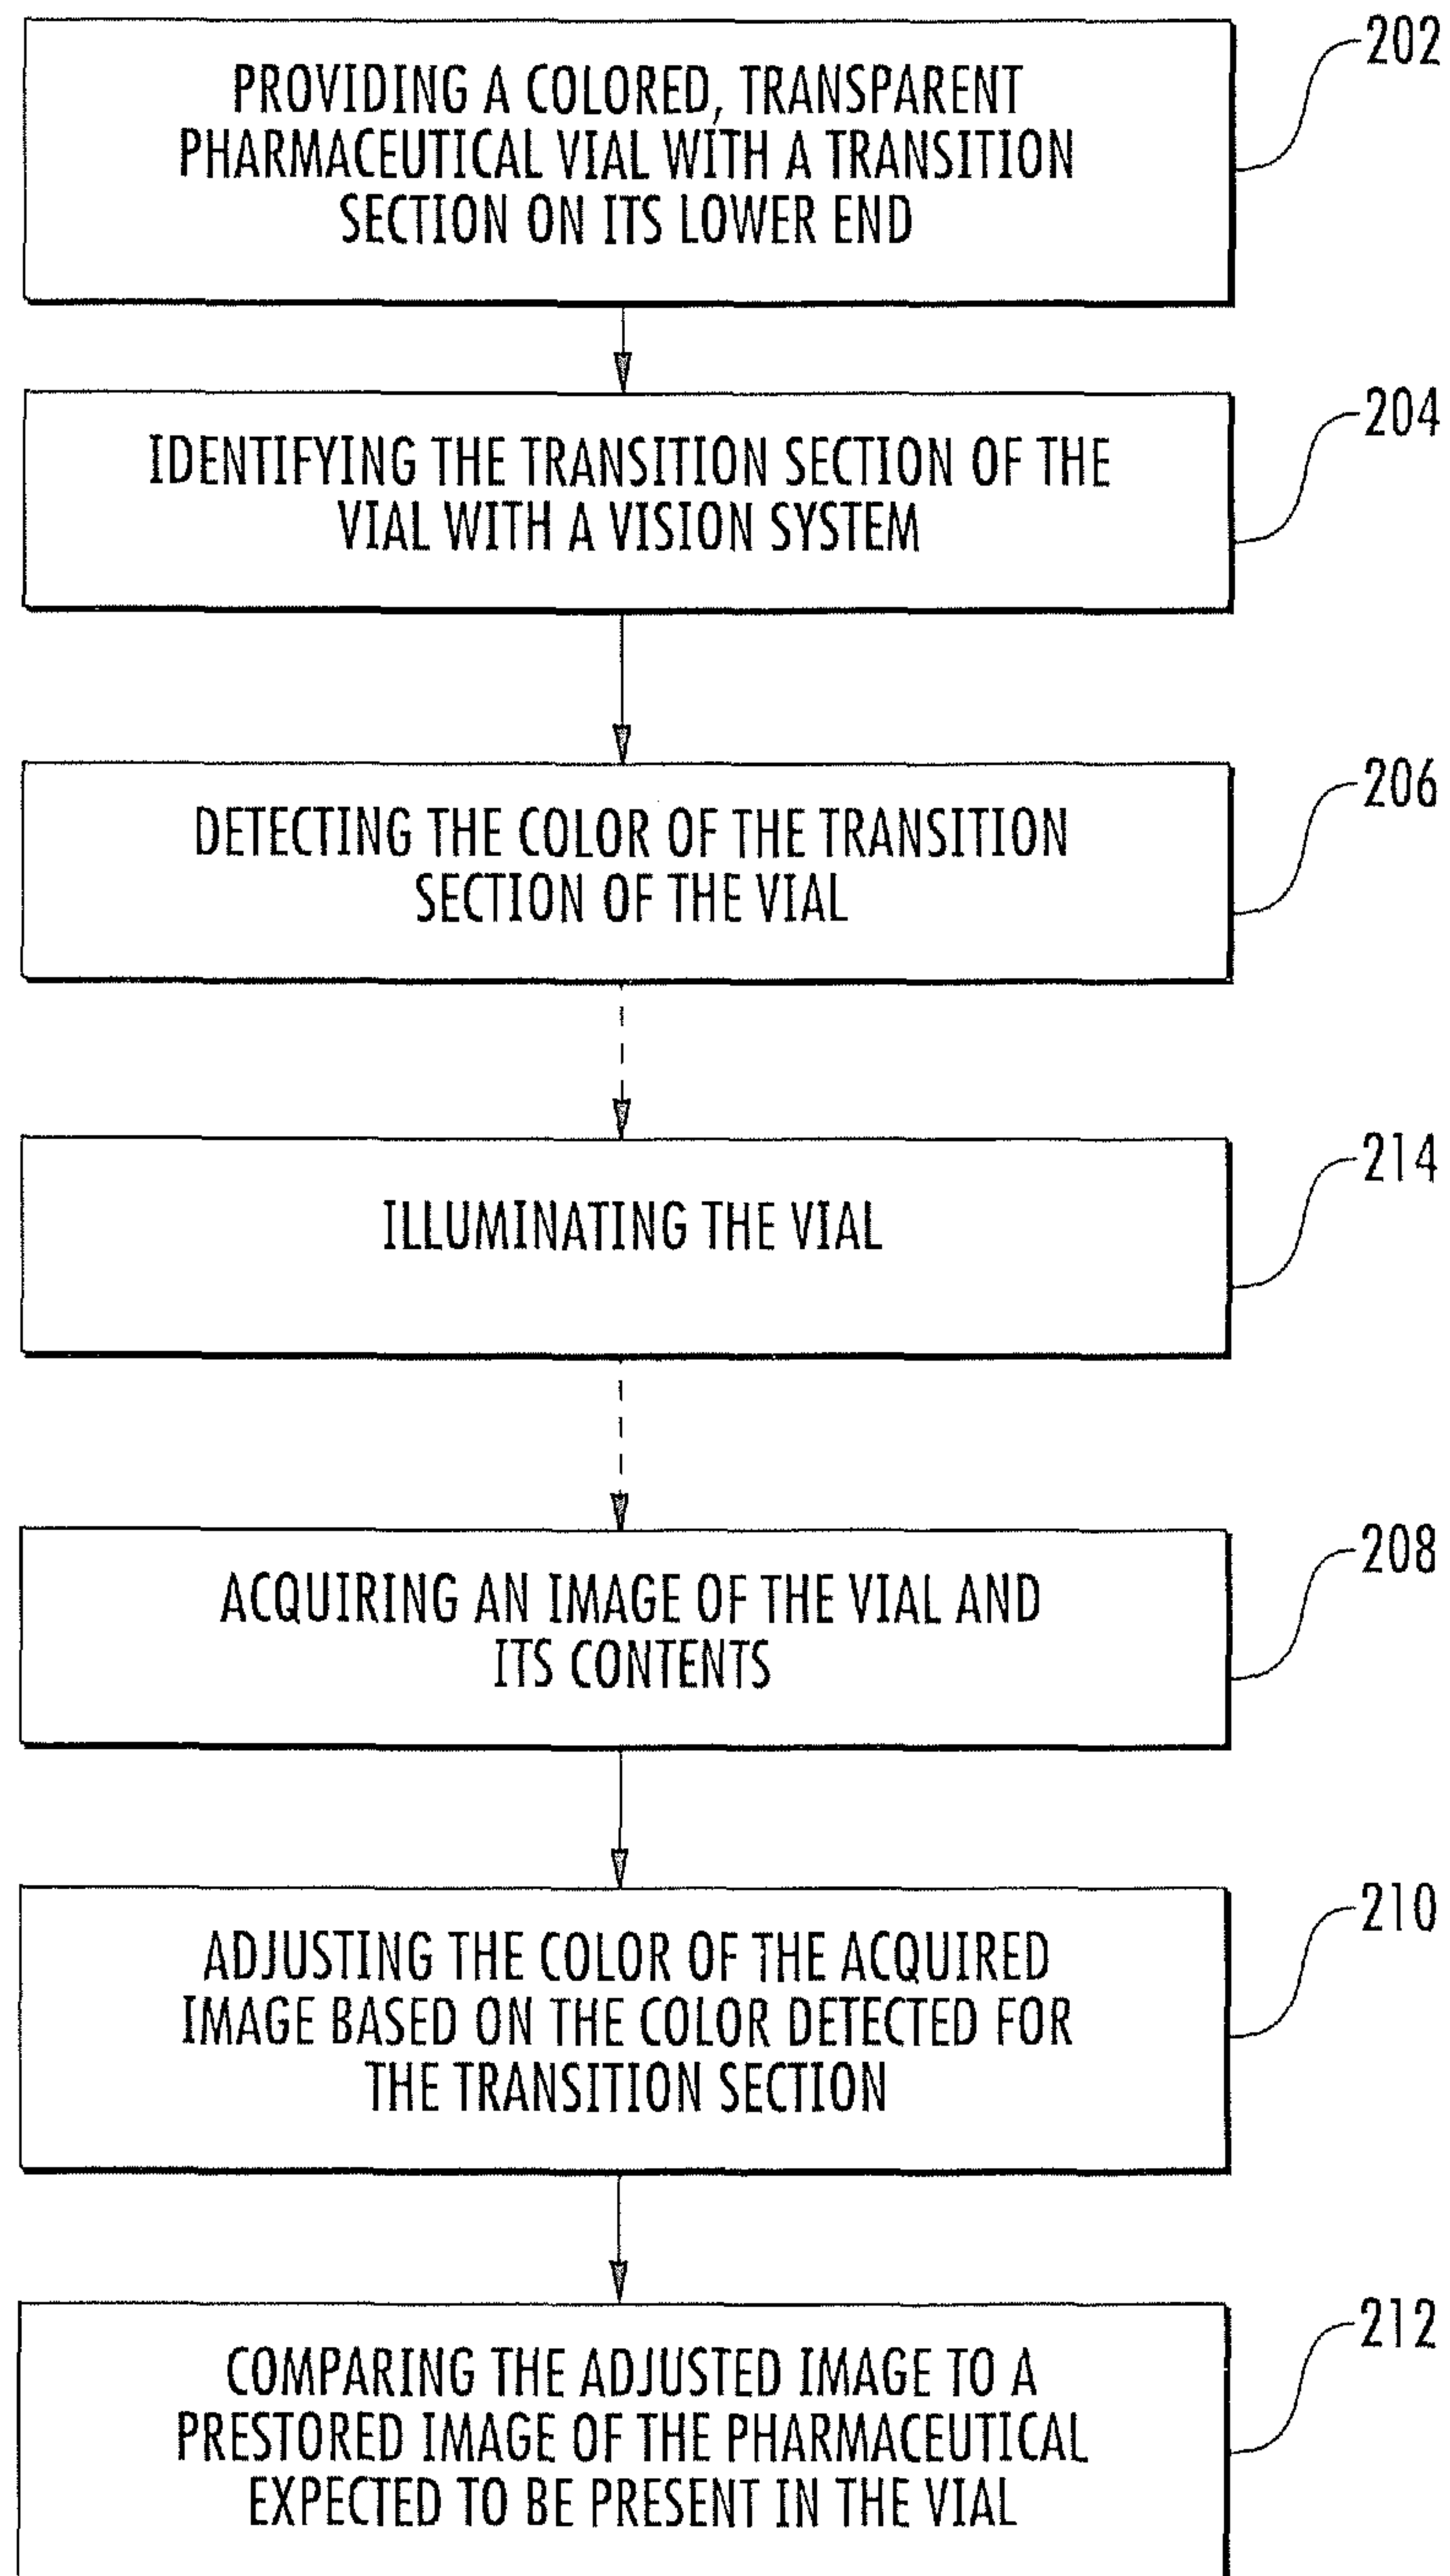 202
PROVIDING A COLORED, TRANSPARENT
PHARMACEUTICAL VIAL WITH A TRANSITION
SECTION ON ITS LOWER END
204
IDENTIFYING THE TRANSITION SECTION OF THE
VIAL WITH A VISION SYSTEM
206
DETECTING THE COLOR OF THE TRANSITION
SECTION OF THE VIAL
214
ILLUMINATING THE VIAL
208
ACQUIRING AN IMAGE OF THE VIAL AND
ITS CONTENTS
210
ADJUSTING THE COLOR OF THE ACQUIRED
IMAGE BASED ON THE COLOR DETECTED FOR
THE TRANSITION SECTION
212
COMPARING THE ADJUSTED IMAGE TO A
PRESTORED IMAGE OF THE PHARMACEUTICAL
EXPECTED TO BE PRESENT IN THE VIAL